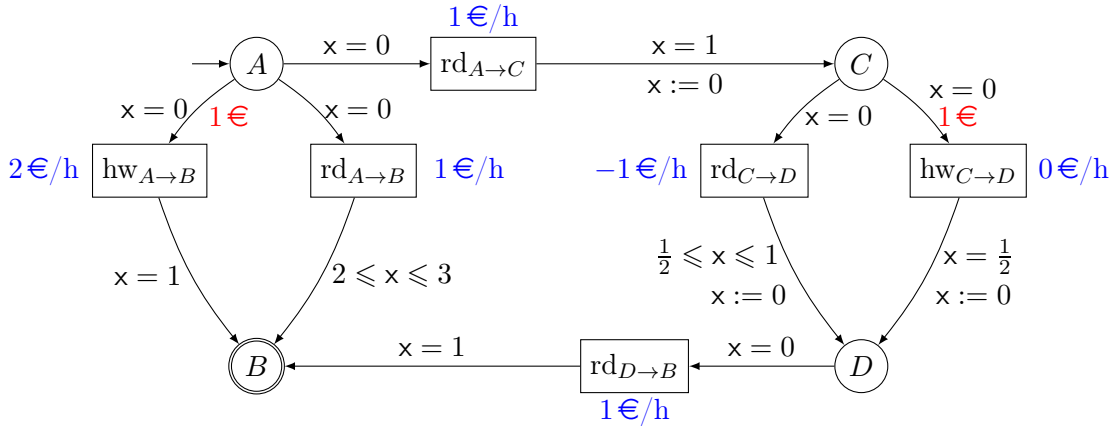 1 €/h
A
x = 0
rd_{A→C}
x = 1
x := 0
C
x = 0
1 €
x = 0
x = 0
x = 0
1 €
2 €/h
hw_{A→B}
rd_{A→B}
1 €/h
−1 €/h
rd_{C→D}
hw_{C→D}
0 €/h
x = 1
2 ⩽ x ⩽ 3
1/2 ⩽ x ⩽ 1
x := 0
x = 1/2
x := 0
B
x = 1
rd_{D→B}
x = 0
D
1 €/h